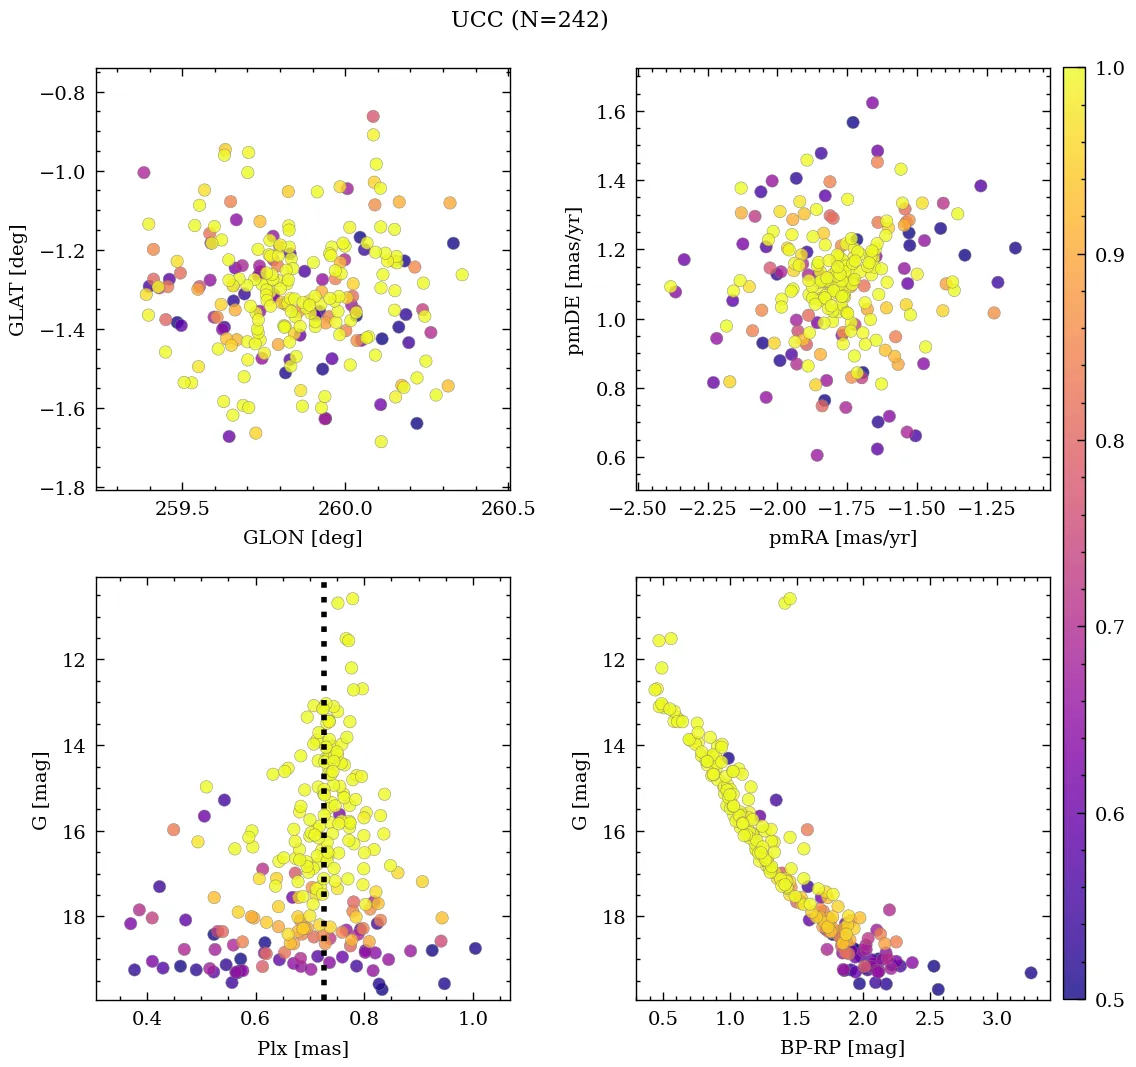 UCC (N=242)
−0.8
−1.0
−1.2
−1.4
−1.6
−1.8
GLAT [deg]
259.5 260.0 260.5
GLON [deg]
1.6
1.4
1.2
1.0
0.8
0.6
pmDE [mas/yr]
−2.50 −2.25 −2.00 −1.75 −1.50 −1.25
pmRA [mas/yr]
12
14
16
18
G [mag]
0.4 0.6 0.8 1.0
Plx [mas]
12
14
16
18
G [mag]
0.5 1.0 1.5 2.0 2.5 3.0
BP-RP [mag]
1.0
0.9
0.8
0.7
0.6
0.5